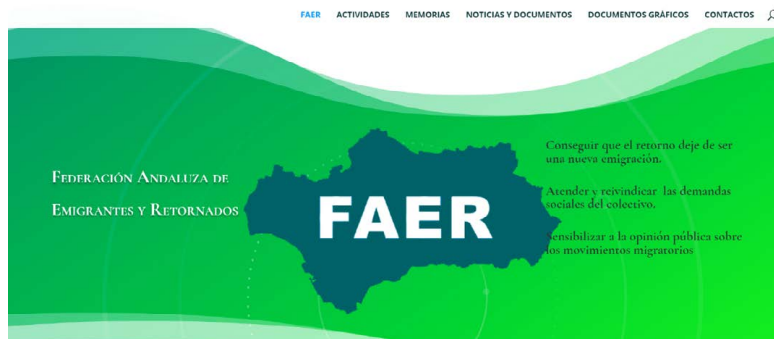 FAER ACTIVIDADES MEMORIAS NOTICIAS Y DOCUMENTOS DOCUMENTOS GRÁFICOS CONTACTOS
Federación Andaluza de
Emigrantes y Retornados
FAER
Conseguir que el retorno deje de ser
una nueva emigración.
Atender y reivindicar las demandas
sociales del colectivo.
Sensibilizar a la opinión pública sobre
los movimientos migratorios